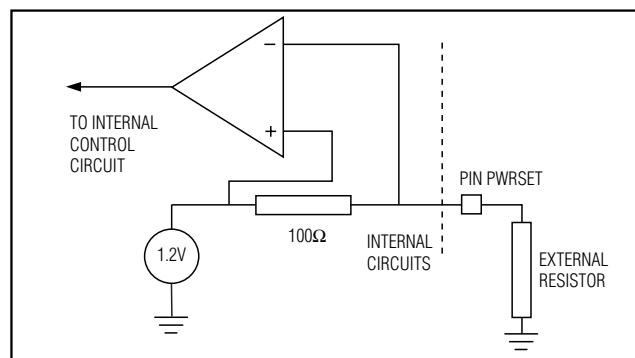 −
+
TO INTERNAL
CONTROL
CIRCUIT
PIN PWRSET
1.2V
100Ω
INTERNAL
CIRCUITS
EXTERNAL
RESISTOR